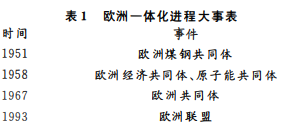 表1 欧洲一体化进程大事表
时间 事件
1951 欧洲煤钢共同体
1958 欧洲经济共同体、原子能共同体
1967 欧洲共同体
1993 欧洲联盟